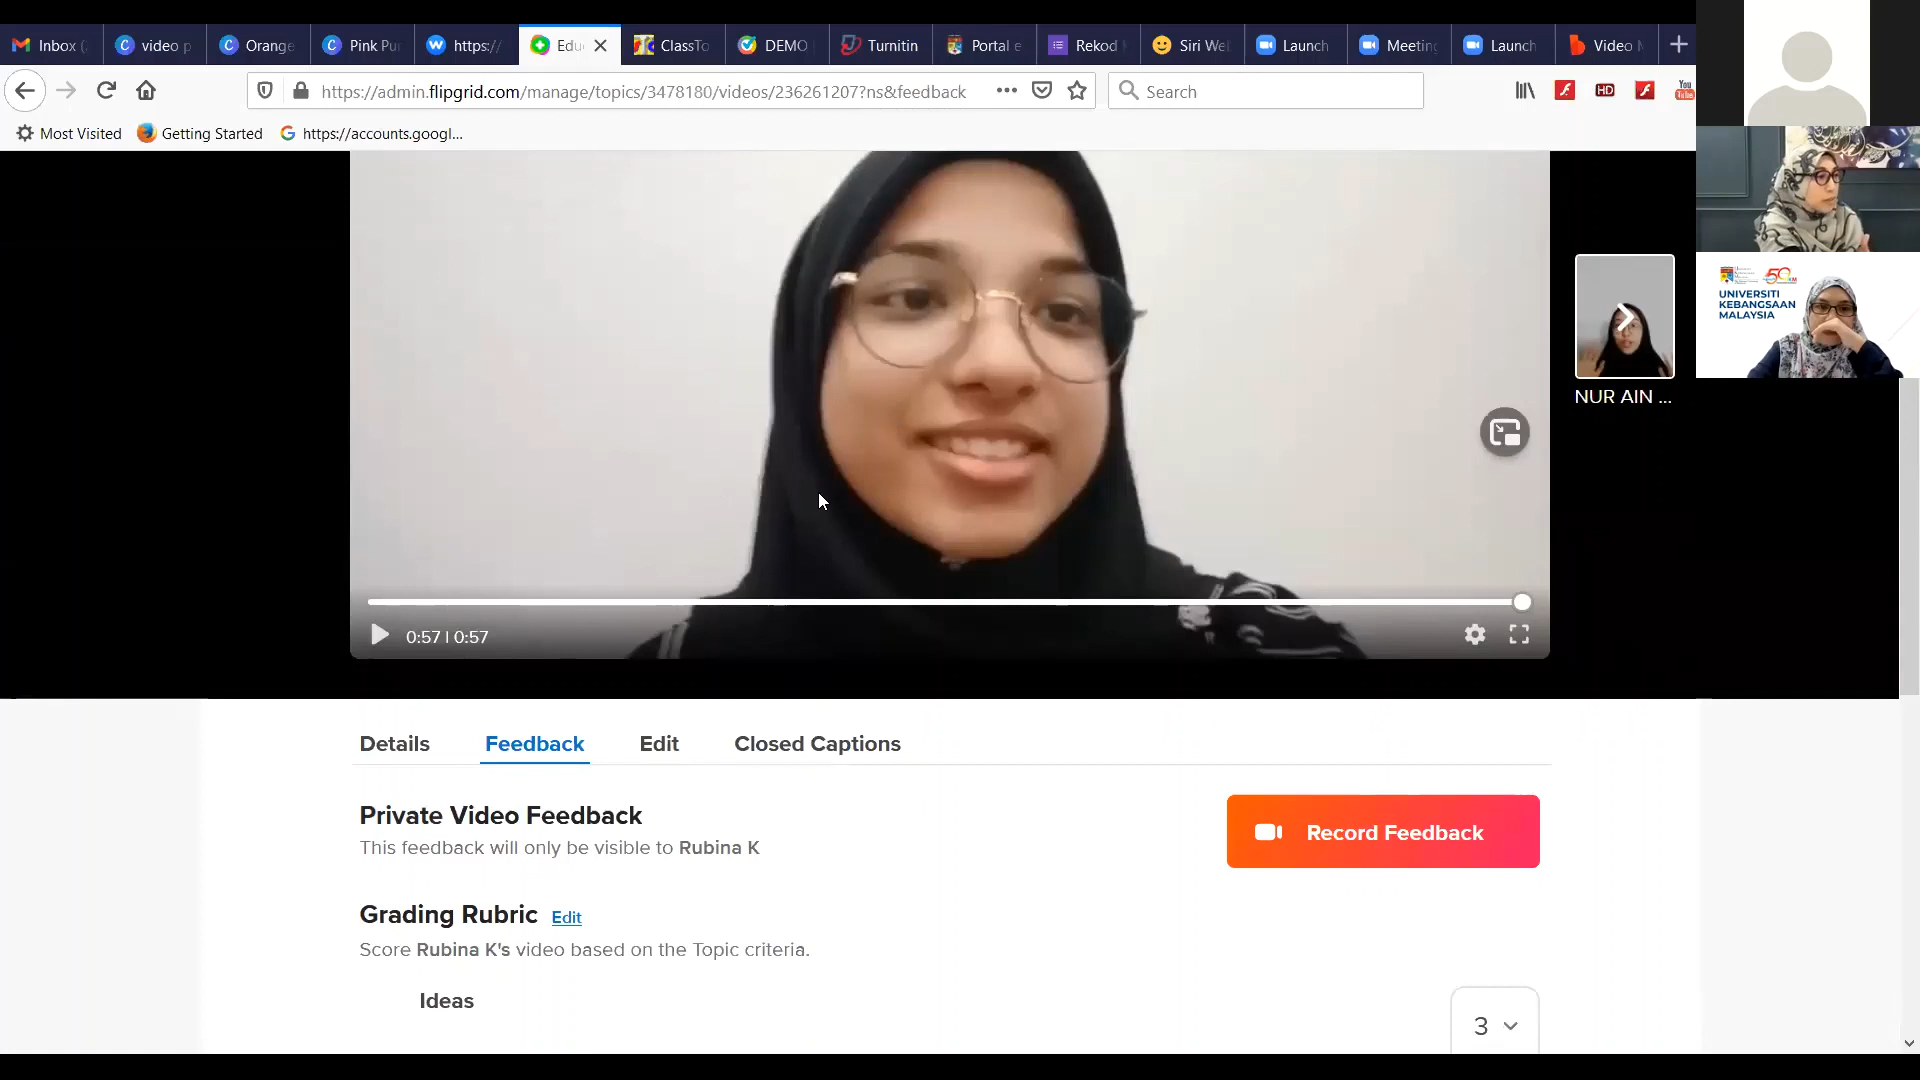 Inbox (
video p
Orange
Pink Pur
https://
Edu
ClassTo
DEMO
Turnitin
Portal e
Rekod
Siri We
Launch
Meeting
Launch
Video M
https://admin.flipgrid.com/manage/topics/3478180/videos/236261207?ns&feedback
Search
HD
You
Tube
Most Visited
Getting Started
https://accounts.googl...
UNIVERSITI
KEBANGSAAN
MALAYSIA
NUR AIN ...
0:57 | 0:57
Details
Feedback
Edit
Closed Captions
Private Video Feedback
This feedback will only be visible to Rubina K
Record Feedback
Grading Rubric Edit
Score Rubina K's video based on the Topic criteria.
Ideas
3